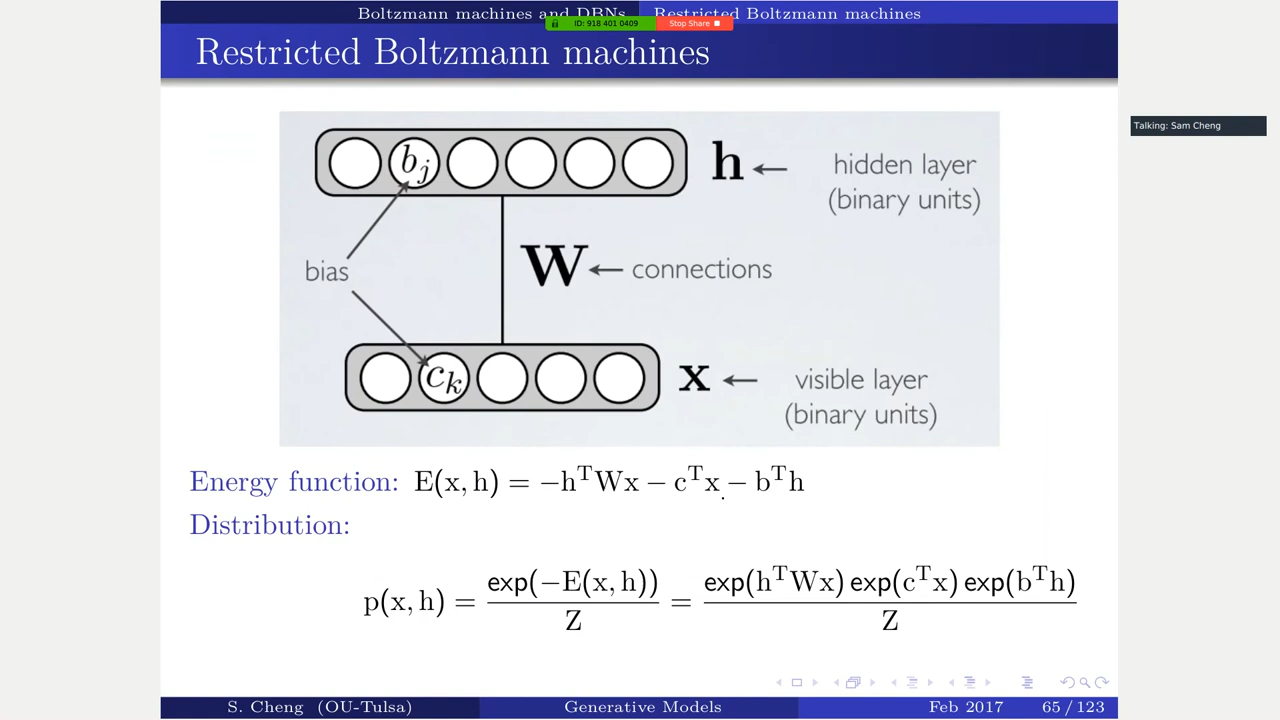 Boltzmann machines and DBNs Restricted Boltzmann machines
ID: 918 401 0409 Stop Share
Restricted Boltzmann machines
Talking: Sam Cheng
b_j
h ← hidden layer
(binary units)
bias
W ← connections
c_k
x ← visible layer
(binary units)
Energy function: E(x, h) = −h^T Wx − c^T x − b^T h
Distribution:
p(x, h) = exp(−E(x, h)) / Z = exp(h^T Wx) exp(c^T x) exp(b^T h) / Z
S. Cheng (OU-Tulsa) Generative Models Feb 2017 65 / 123